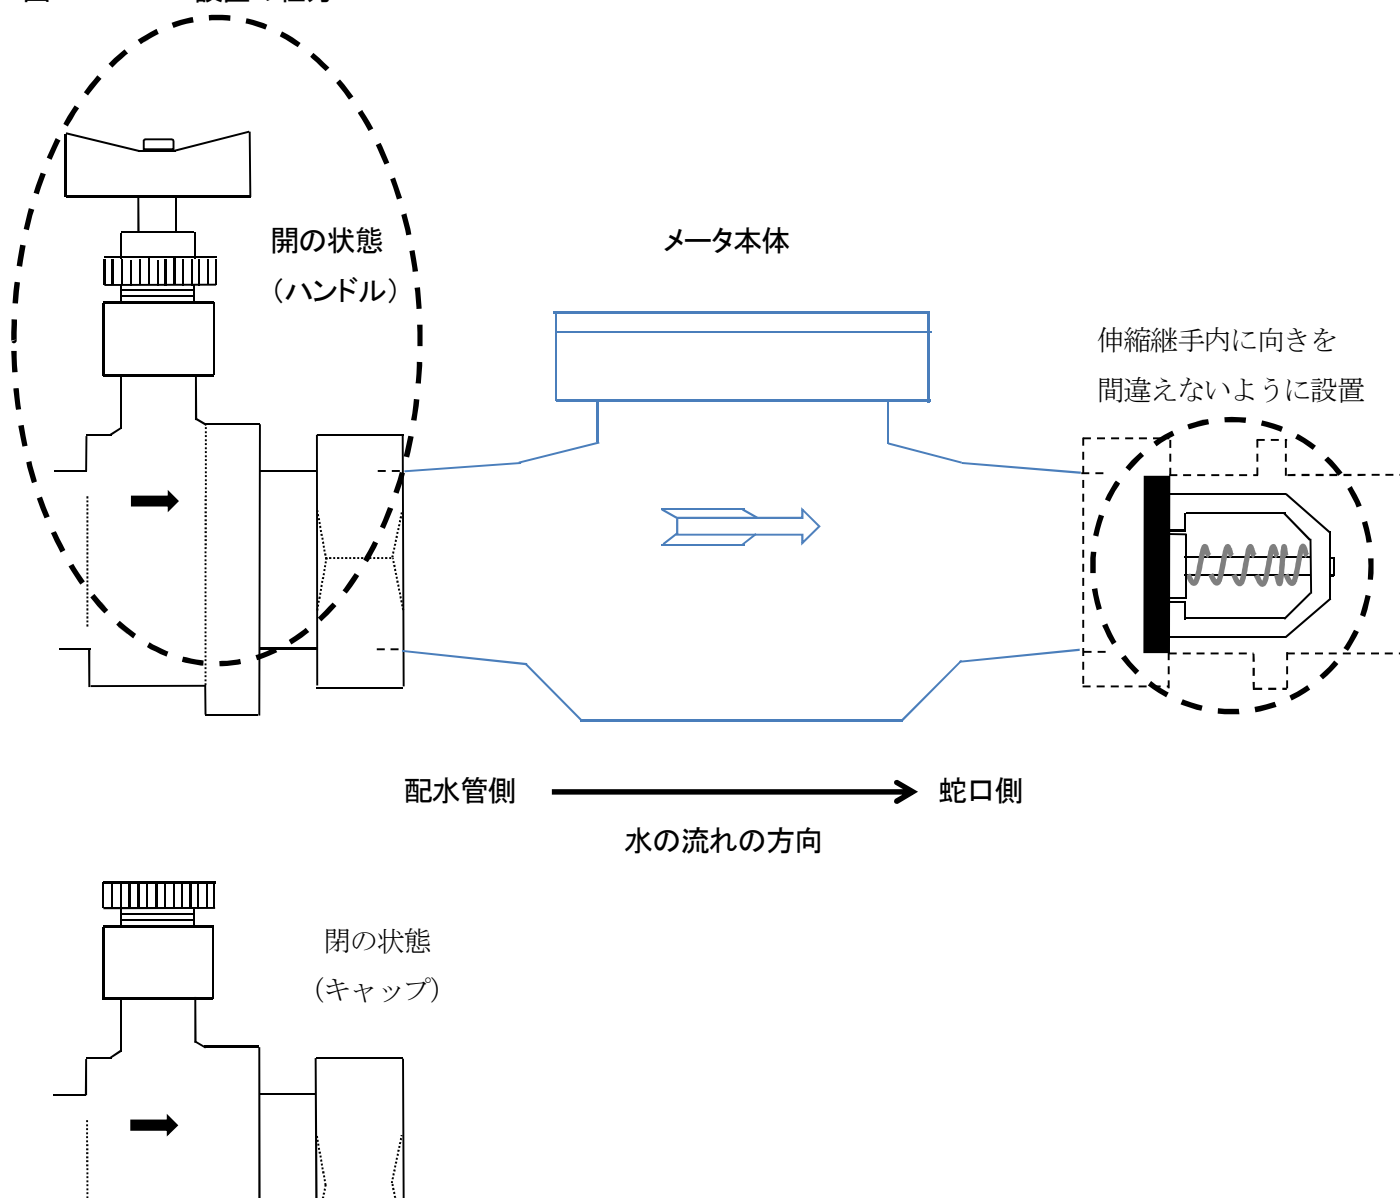 開の状態
（ハンドル）
メータ本体
伸縮継手内に向きを
間違えないように設置
配水管側
蛇口側
水の流れの方向
閉の状態
（キャップ）